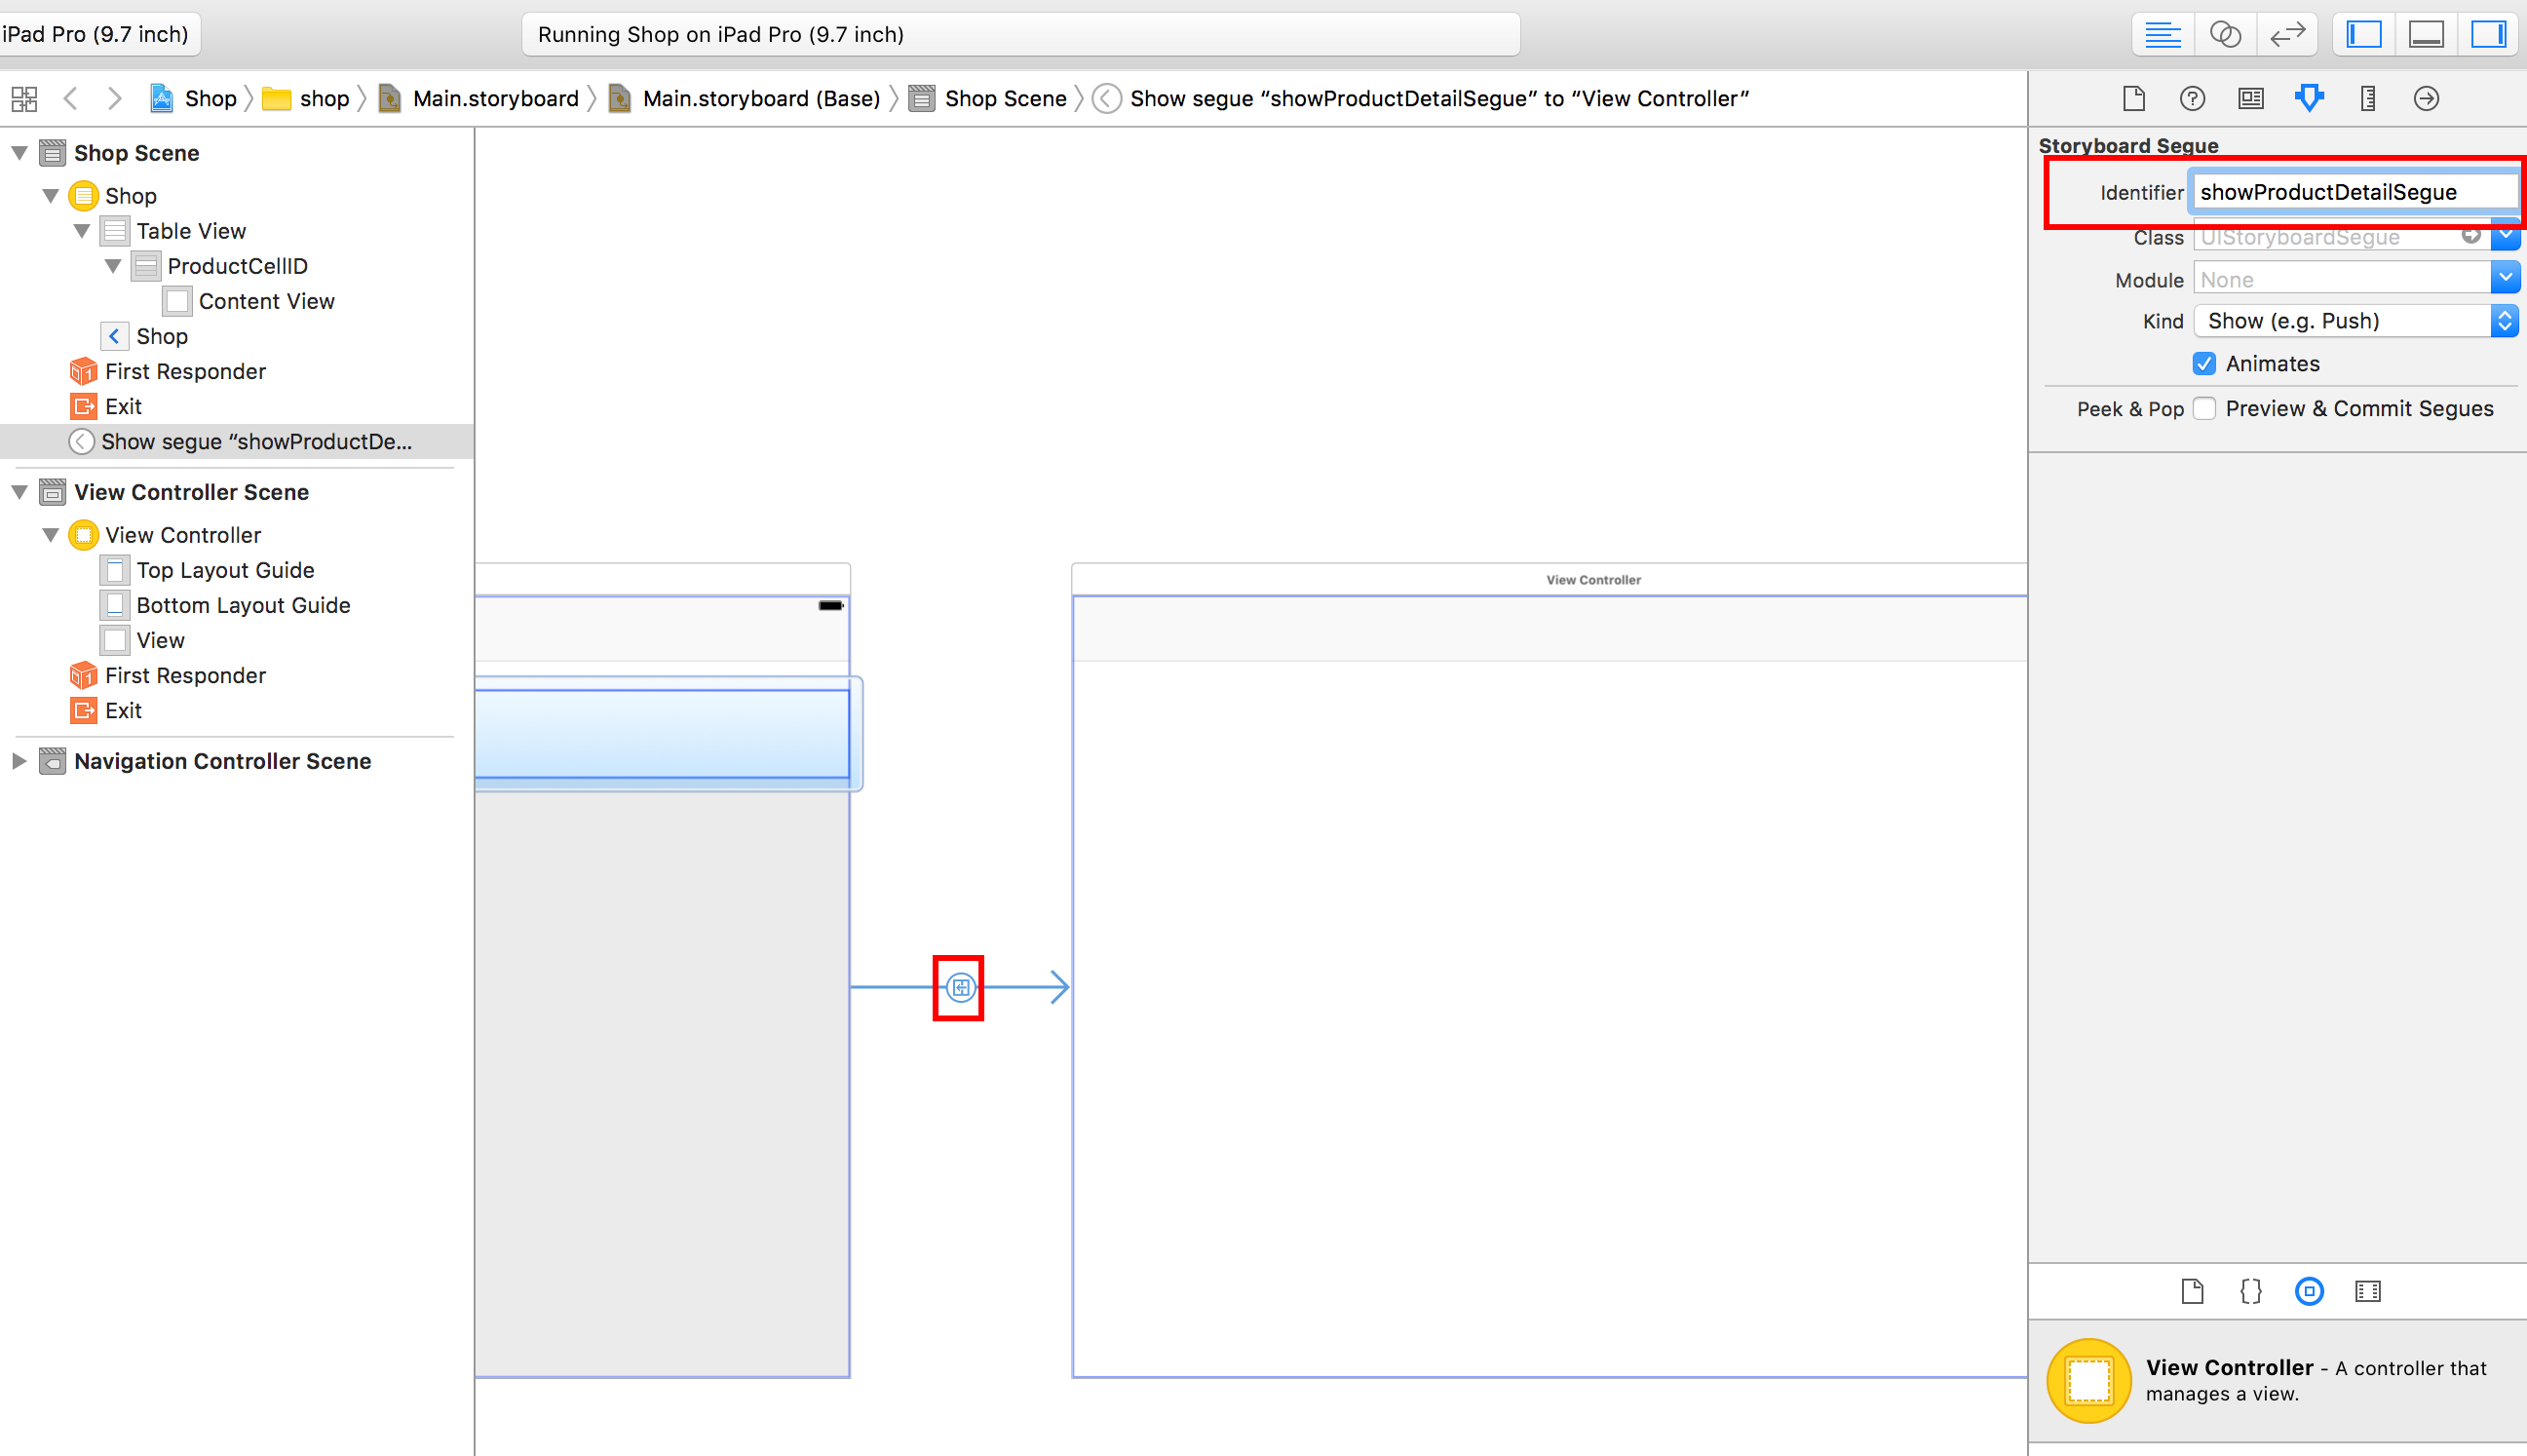 iPad Pro (9.7 inch)
Running Shop on iPad Pro (9.7 inch)
Shop
shop
Main.storyboard
Main.storyboard (Base)
Shop Scene
Show segue “showProductDetailSegue” to “View Controller”
Shop Scene
Shop
Table View
ProductCellID
Content View
Shop
First Responder
Exit
Show segue “showProductDe...
View Controller Scene
View Controller
Top Layout Guide
Bottom Layout Guide
View
First Responder
Exit
Navigation Controller Scene
View Controller
Storyboard Segue
Identifier showProductDetailSegue
Class UIStoryboardSegue
Module None
Kind Show (e.g. Push)
Animates
Peek & Pop Preview & Commit Segues
{}
View Controller - A controller that
manages a view.